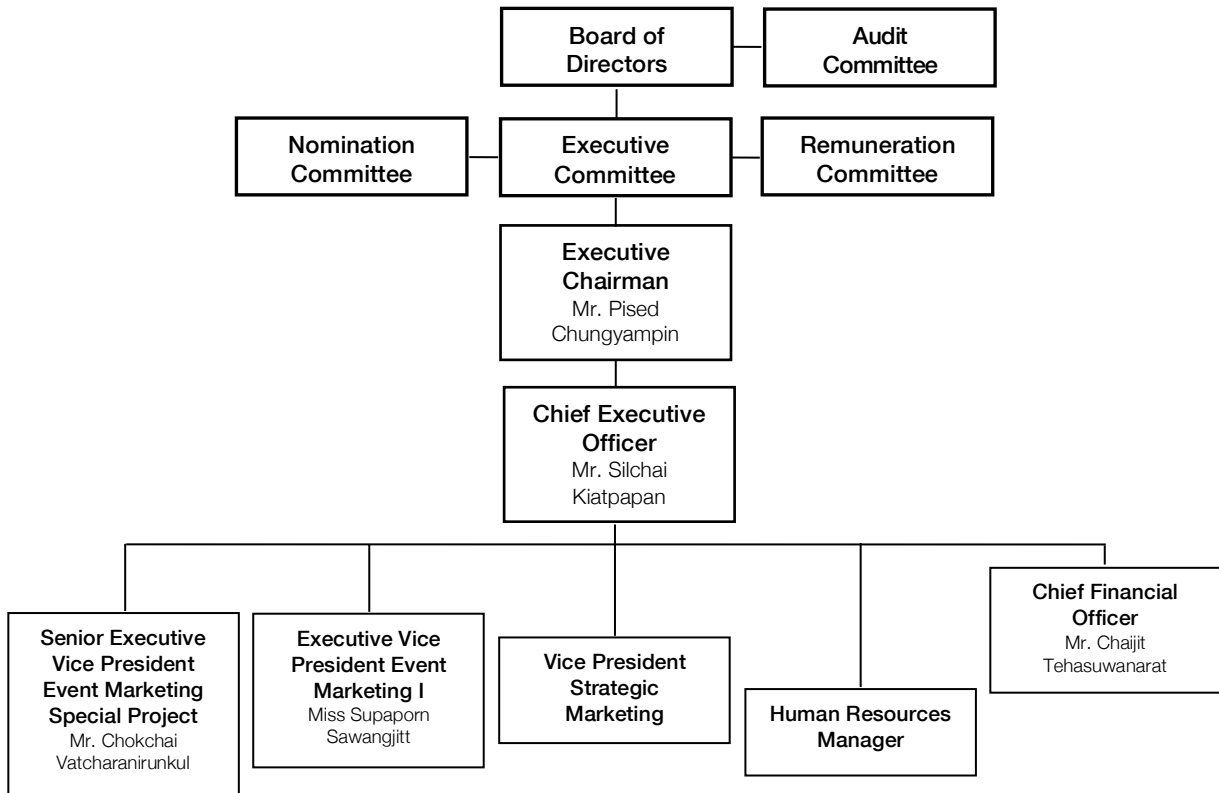 Board of
Directors
Audit
Committee
Nomination
Committee
Executive
Committee
Remuneration
Committee
Executive
Chairman
Mr. Pised
Chungyampin
Chief Executive
Officer
Mr. Silchai
Kiatpapan
Senior Executive
Vice President
Event Marketing
Special Project
Mr. Chokchai
Vatcharanirunkul
Executive Vice
President Event
Marketing I
Miss Supaporn
Sawangjitt
Vice President
Strategic
Marketing
Human Resources
Manager
Chief Financial
Officer
Mr. Chaijit
Tehasuwanarat